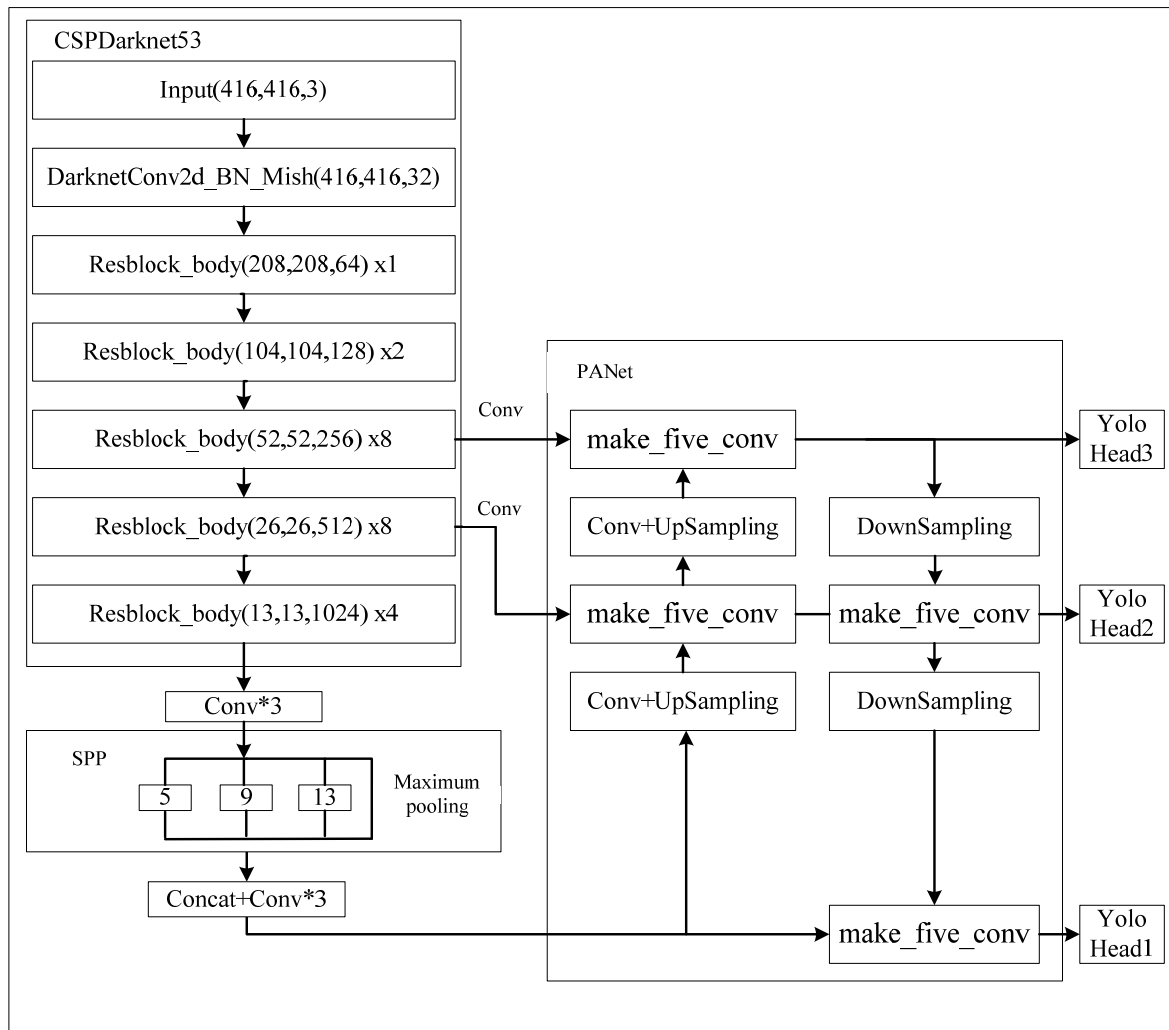 CSPDarknet53
Input(416,416,3)
DarknetConv2d_BN_Mish(416,416,32)
Resblock_body(208,208,64) x1
Resblock_body(104,104,128) x2
Resblock_body(52,52,256) x8
Resblock_body(26,26,512) x8
Resblock_body(13,13,1024) x4
Conv*3
SPP
5
9
13
Maximum
pooling
Concat+Conv*3
Conv
Conv
PANet
make_five_conv
Conv+UpSampling
DownSampling
make_five_conv
make_five_conv
Conv+UpSampling
DownSampling
make_five_conv
Yolo
Head3
Yolo
Head2
Yolo
Head1